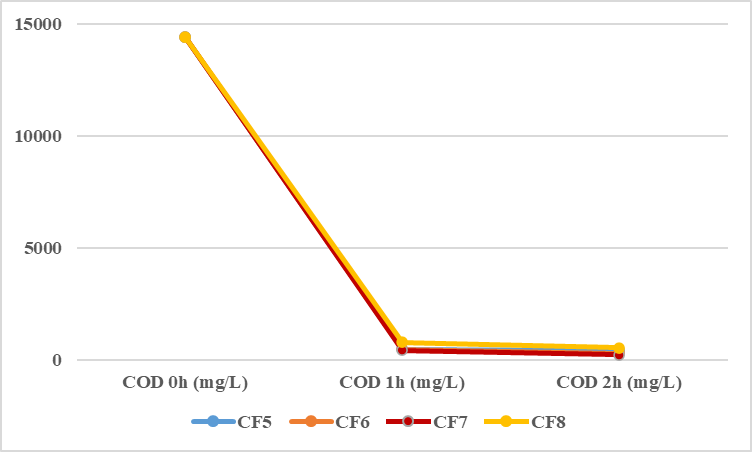 15000
10000
5000
0
COD 0h (mg/L) COD 1h (mg/L) COD 2h (mg/L)
CF5 CF6 CF7 CF8